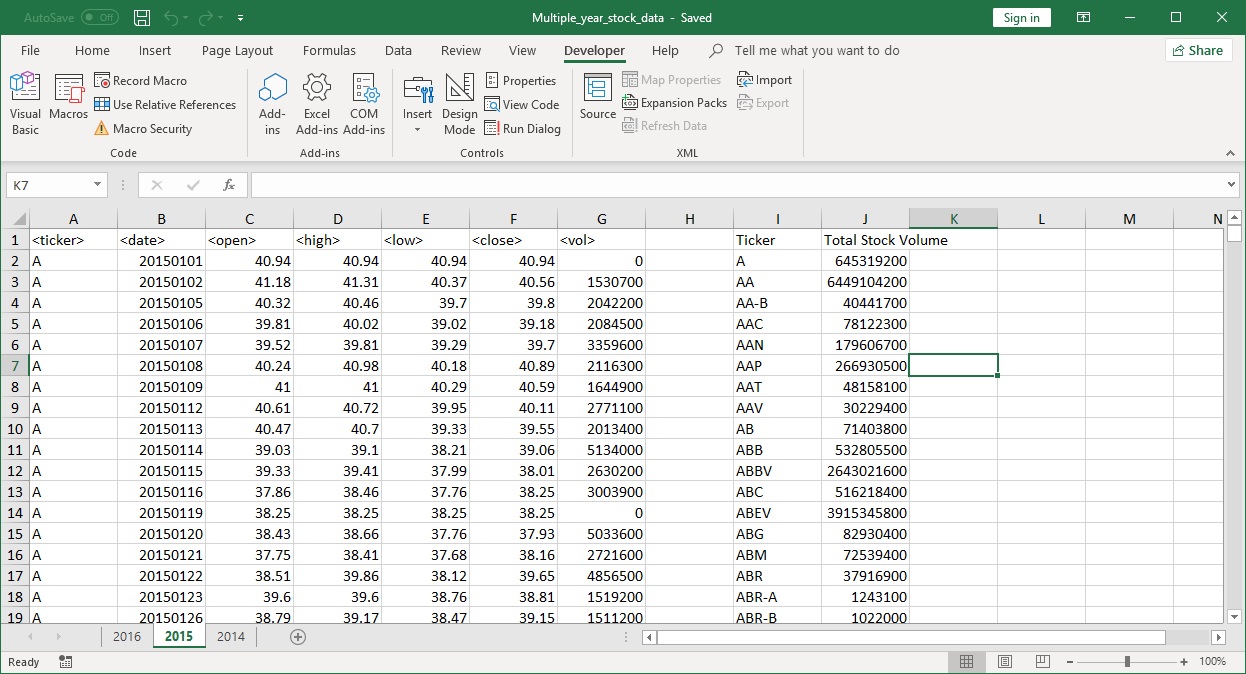 AutoSave Off Multiple_year_stock_data - Saved Sign in
File Home Insert Page Layout Formulas Data Review View Developer Help Tell me what you want to do Share
Visual Basic
Macros
Record Macro
Use Relative References
Macro Security
Code
Add-ins
Excel Add-ins
COM Add-ins
Add-ins
Insert
Design Mode
Properties
View Code
Run Dialog
Controls
Source
Map Properties
Expansion Packs
Refresh Data
Import
Export
XML
K7 fx
A B C D E F G H I J K L M N
1 <ticker> <date> <open> <high> <low> <close> <vol> Ticker Total Stock Volume
2 A 20150101 40.94 40.94 40.94 40.94 0 A 645319200
3 A 20150102 41.18 41.31 40.37 40.56 1530700 AA 6449104200
4 A 20150105 40.32 40.46 39.7 39.8 2042200 AA-B 40441700
5 A 20150106 39.81 40.02 39.02 39.18 2084500 AAC 78122300
6 A 20150107 39.52 39.81 39.29 39.7 3359600 AAN 179606700
7 A 20150108 40.24 40.98 40.18 40.89 2116300 AAP 266930500
8 A 20150109 41 41 40.29 40.59 1644900 AAT 48158100
9 A 20150112 40.61 40.72 39.95 40.11 2771100 AAV 30229400
10 A 20150113 40.47 40.7 39.33 39.55 2013400 AB 71403800
11 A 20150114 39.03 39.1 38.21 39.06 5134000 ABB 532805500
12 A 20150115 39.33 39.41 37.99 38.01 2630200 ABBV 2643021600
13 A 20150116 37.86 38.46 37.76 38.25 3003900 ABC 516218400
14 A 20150119 38.25 38.25 38.25 38.25 0 ABEV 3915345800
15 A 20150120 38.43 38.66 37.76 37.93 5033600 ABG 82930400
16 A 20150121 37.75 38.41 37.68 38.16 2721600 ABM 72539400
17 A 20150122 38.51 39.86 38.12 39.65 4856500 ABR 37916900
18 A 20150123 39.6 39.6 38.76 38.81 1519200 ABR-A 1243100
19 A 20150126 38.79 39.17 38.47 39.15 1511200 ABR-B 1022000
2016 2015 2014
Ready 100%